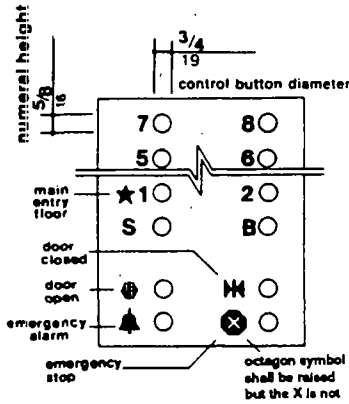 3/4
19
numeral height
5/8
16
control button diameter
7 8
5 6
main
entry
floor
1 2
S B
door
closed
door
open
emergency
alarm
emergency
stop
octagon symbol
shall be raised
but the X is not